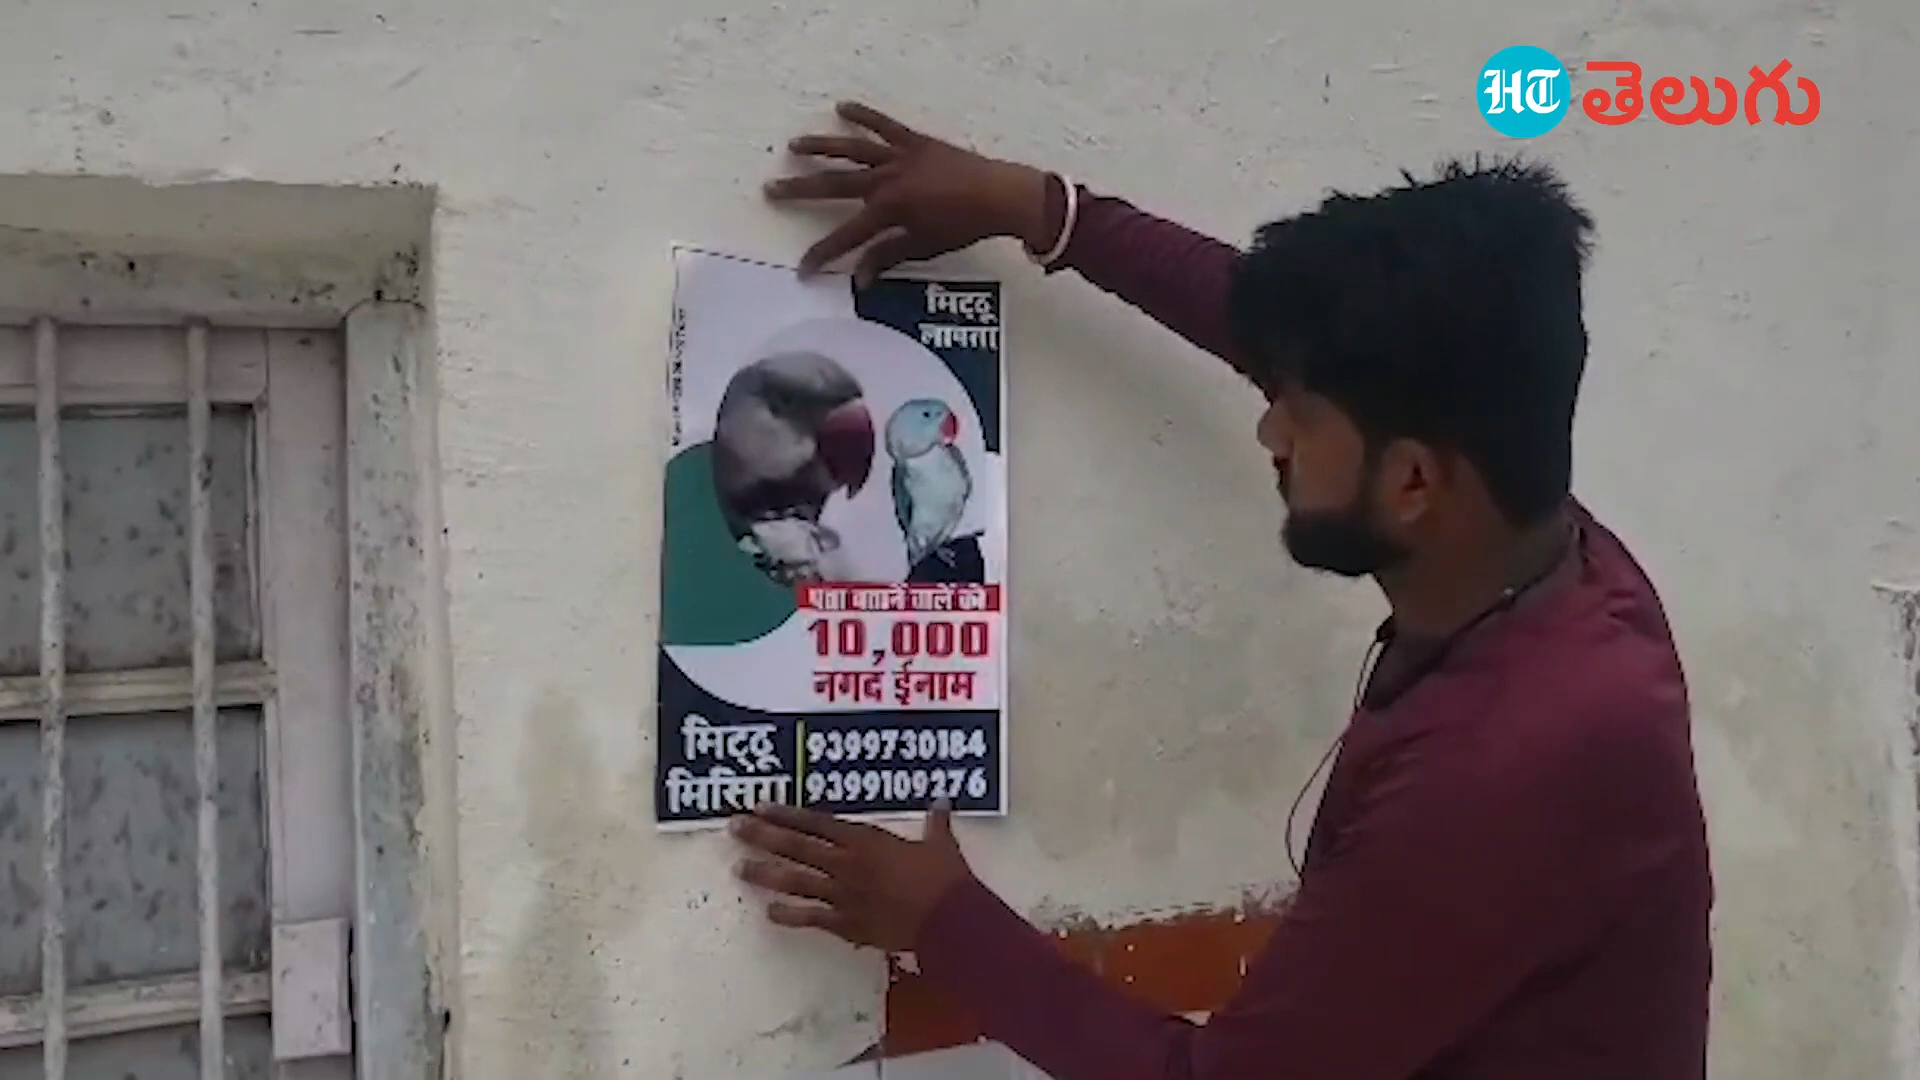 HT తెలుగు
मिट्ठू
लापता
पता बताने वालें को
10,000
नगद ईनाम
मिट्ठू
मिसिंग
9399730184
9399109276